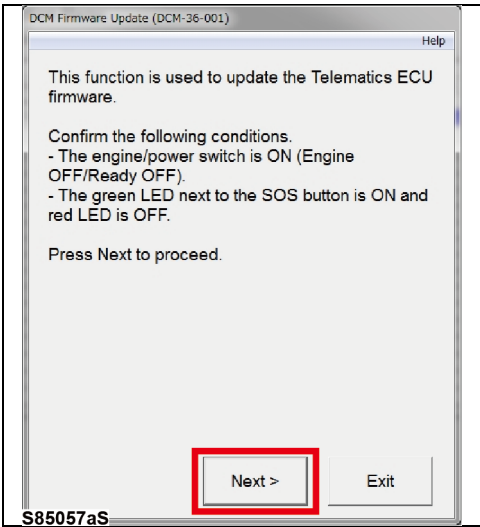 DCM Firmware Update (DCM-36-001)
Help
This function is used to update the Telematics ECU
firmware.
Confirm the following conditions.
- The engine/power switch is ON (Engine
OFF/Ready OFF).
- The green LED next to the SOS button is ON and
red LED is OFF.
Press Next to proceed.
Next >
Exit
S85057aS